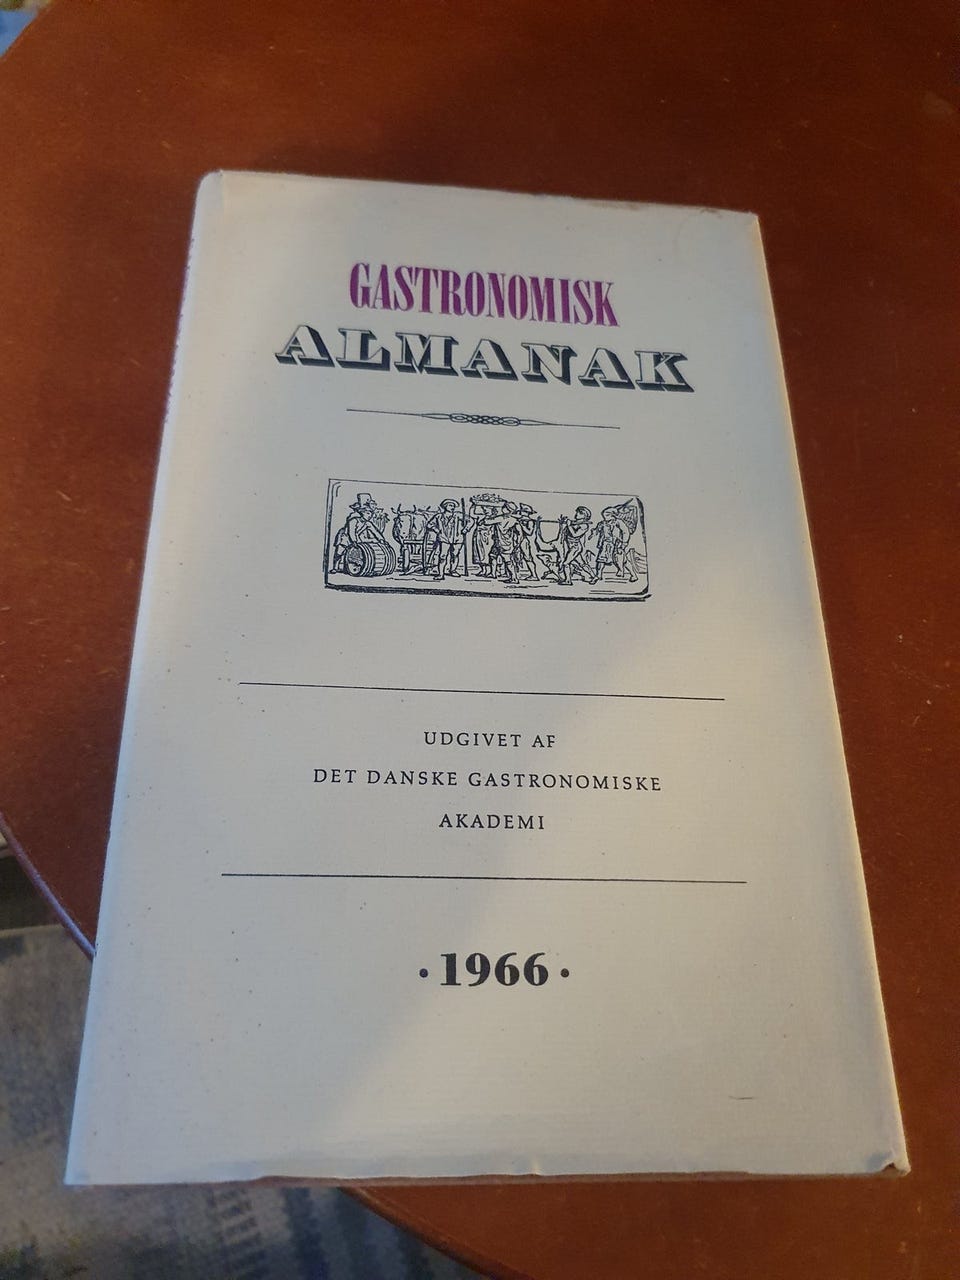 GASTRONOMISK
ALMANAK
UDGIVET AF
DET DANSKE GASTRONOMISKE
AKADEMI
· 1966 ·